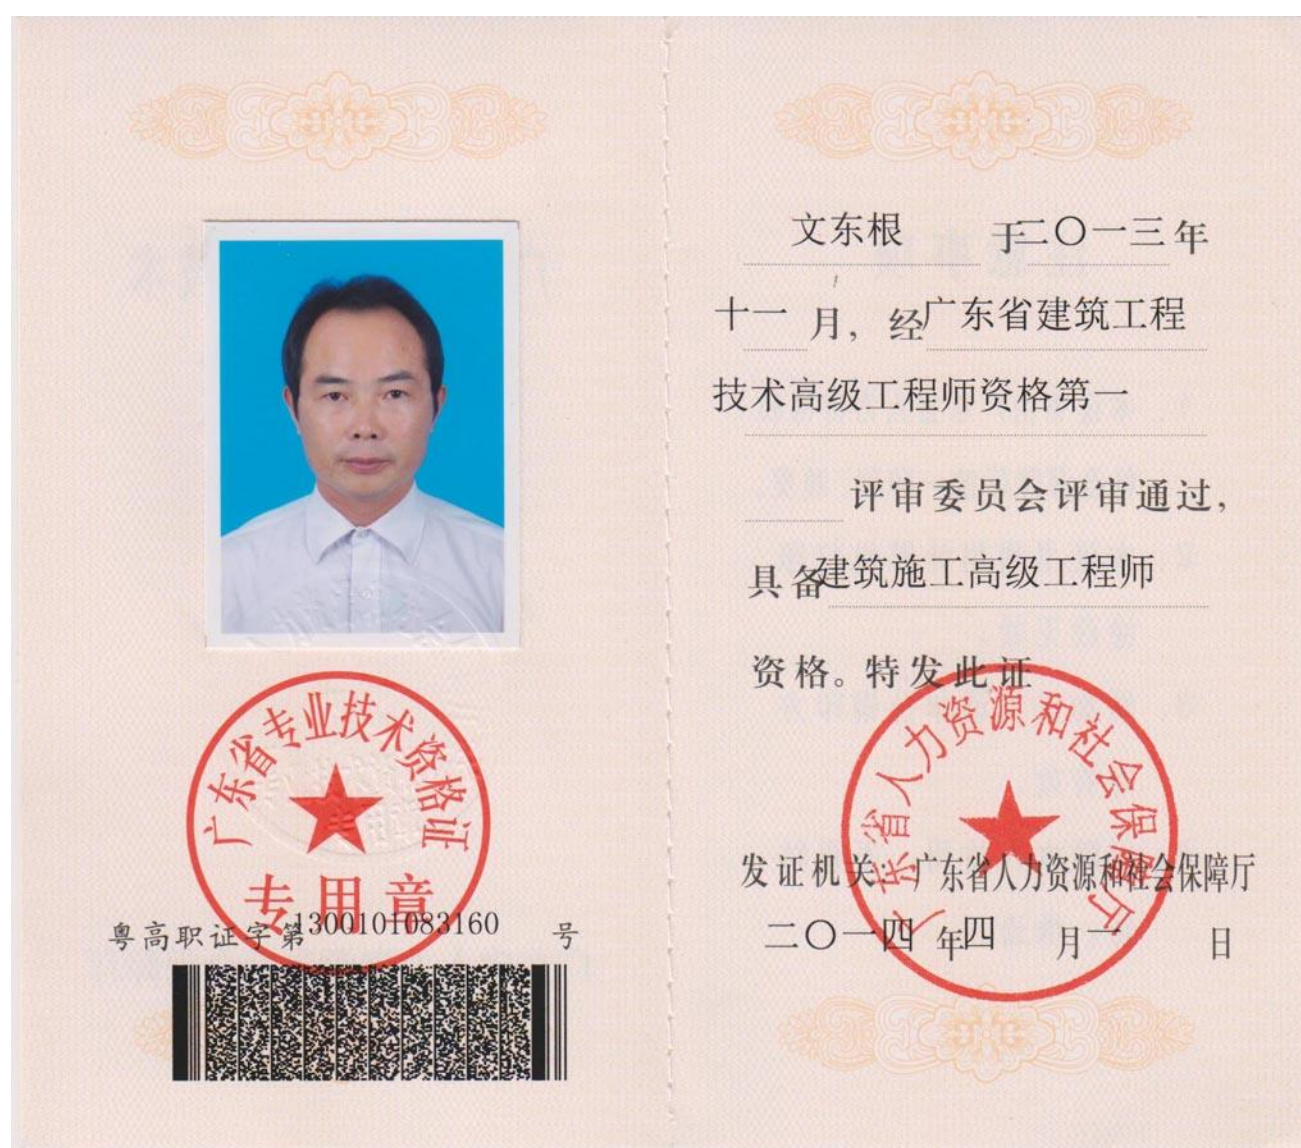 广东省专业技术资格证
专用章
粤高职证字第1300101083160号
文东根 于二〇一三年
十一月，经广东省建筑工程
技术高级工程师资格第一
评审委员会评审通过，
具备建筑施工高级工程师
资格。特发此证
广东省人力资源和社会保障厅
发证机关：广东省人力资源和社会保障厅
二〇一四年四月一日